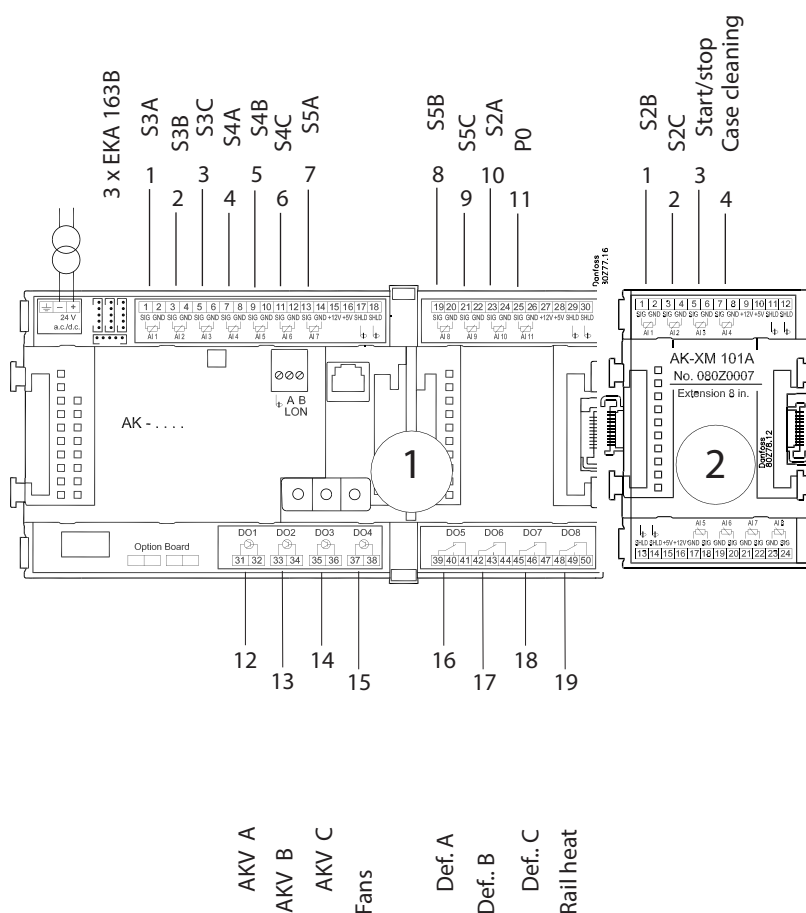 3 x EKA 163B
S3A
S3B
S3C
S4A
S4B
S4C
S5A
S5B
S5C
S2A
P0
S2B
S2C
Start/stop
Case cleaning
1 2 3 4 5 6 7 8 9 10 11
1 2 3 4
Danfoss
80Z77.16
– +
24 V
a.c./d.c.
1 2 3 4 5 6 7 8 9 10 11 12 13 14 15 16 17 18
SIG GND SIG GND SIG GND SIG GND SIG GND SIG GND SIG GND +12V +5V SHLD SHLD
AI 1 AI 2 AI 3 AI 4 AI 5 AI 6 AI 7
19 20 21 22 23 24 25 26 27 28 29 30
SIG GND SIG GND SIG GND SIG GND +12V +5V SHLD SHLD
AI 8 AI 9 AI 10 AI 11
1 2 3 4 5 6 7 8 9 10 11 12
SIG GND SIG GND SIG GND SIG GND +12V +5V SHLD SHLD
AI 1 AI 2 AI 3 AI 4
AK-XM 101A
No. 080Z0007
Extension 8 in.
A B
LON
AK - . . . .
1
2
Danfoss
80Z78.12
Option Board
DO1 DO2 DO3 DO4
31 32 33 34 35 36 37 38
DO5 DO6 DO7 DO8
39 40 41 42 43 44 45 46 47 48 49 50
AI 5 AI 6 AI 7 AI 8
SHLD SHLD +5V +12V GND SIG GND SIG GND SIG GND SIG
13 14 15 16 17 18 19 20 21 22 23 24
12 13 14 15 16 17 18 19
AKV A
AKV B
AKV C
Fans
Def. A
Def.. B
Def.. C
Rail heat